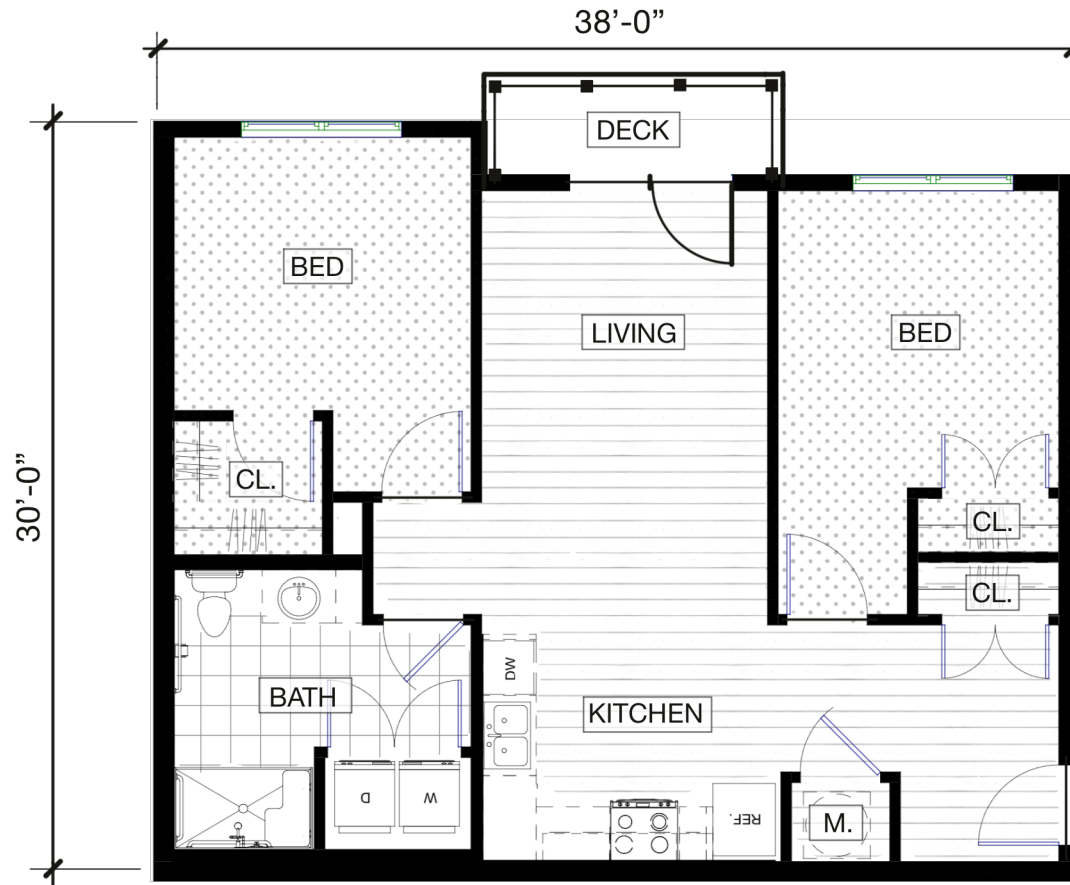 38’-0”
DECK
BED
LIVING
BED
30’-0”
CL.
CL.
CL.
DW
BATH
KITCHEN
D
W
REF.
M.